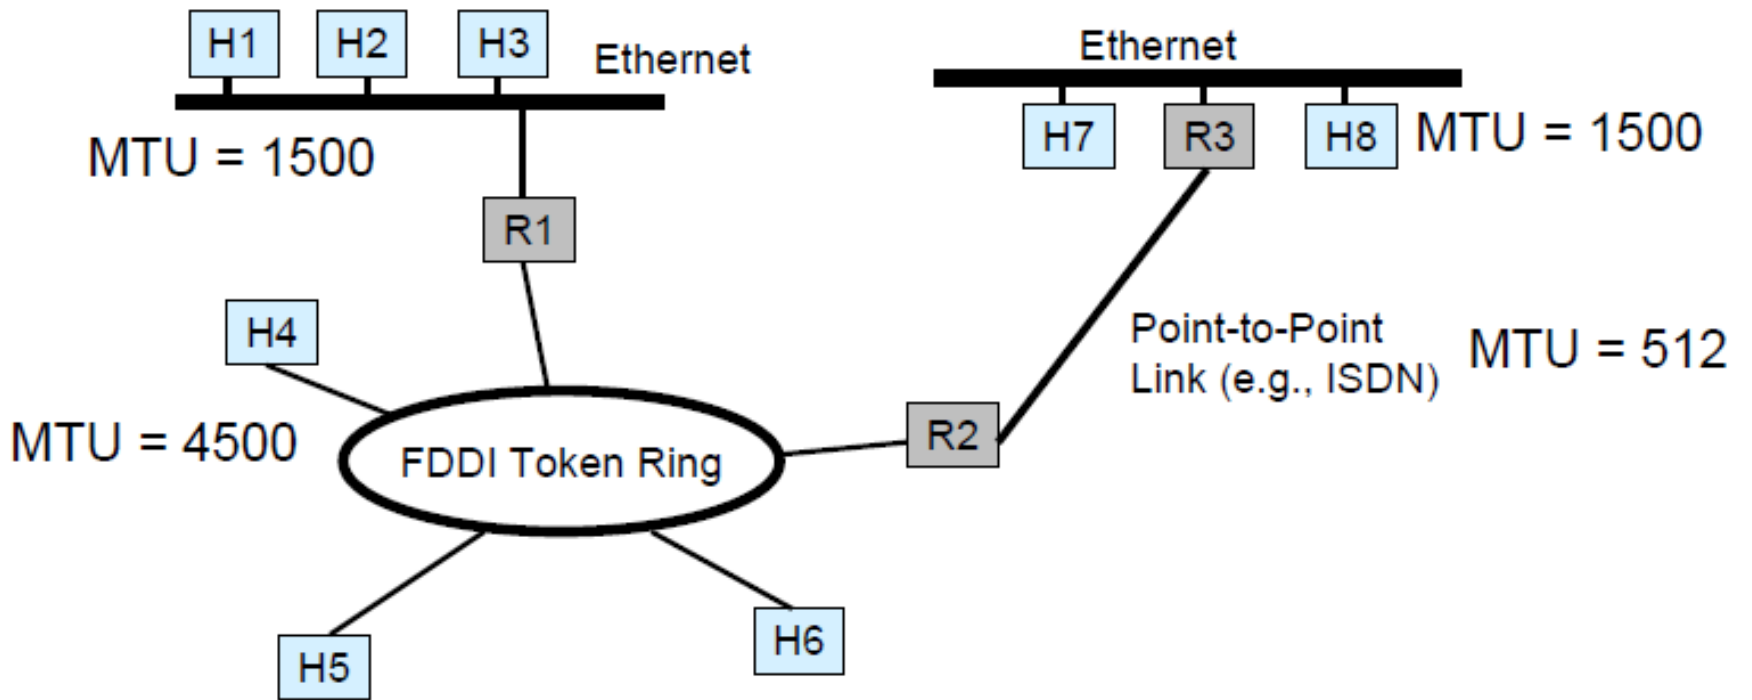 H1
H2
H3
Ethernet
MTU = 1500
R1
H4
MTU = 4500
FDDI Token Ring
H5
H6
R2
Point-to-Point
Link (e.g., ISDN)
MTU = 512
Ethernet
H7
R3
H8
MTU = 1500